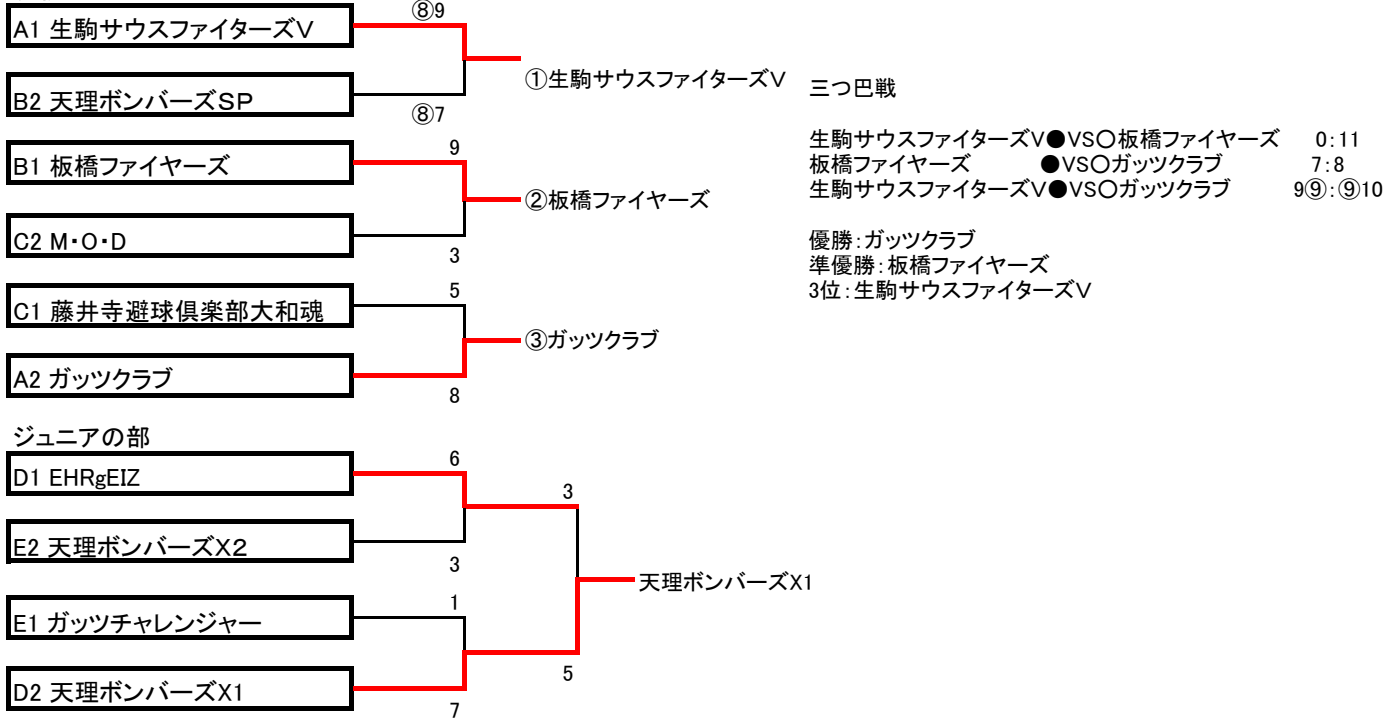 ⑧9
A1 生駒サウスファイターズV
①生駒サウスファイターズV
B2 天理ボンバーズSP
⑧7
9
B1 板橋ファイヤーズ
②板橋ファイヤーズ
C2 M・O・D
3
5
C1 藤井寺避球倶楽部大和魂
③ガッツクラブ
A2 ガッツクラブ
8
三つ巴戦
生駒サウスファイターズV●VS○板橋ファイヤーズ 0:11
板橋ファイヤーズ ●VS○ガッツクラブ 7:8
生駒サウスファイターズV●VS○ガッツクラブ 9⑨:⑨10
優勝:ガッツクラブ
準優勝:板橋ファイヤーズ
3位:生駒サウスファイターズV
ジュニアの部
6
D1 EHRgEIZ
3
E2 天理ボンバーズX2
3
天理ボンバーズX1
1
E1 ガッツチャレンジャー
5
D2 天理ボンバーズX1
7